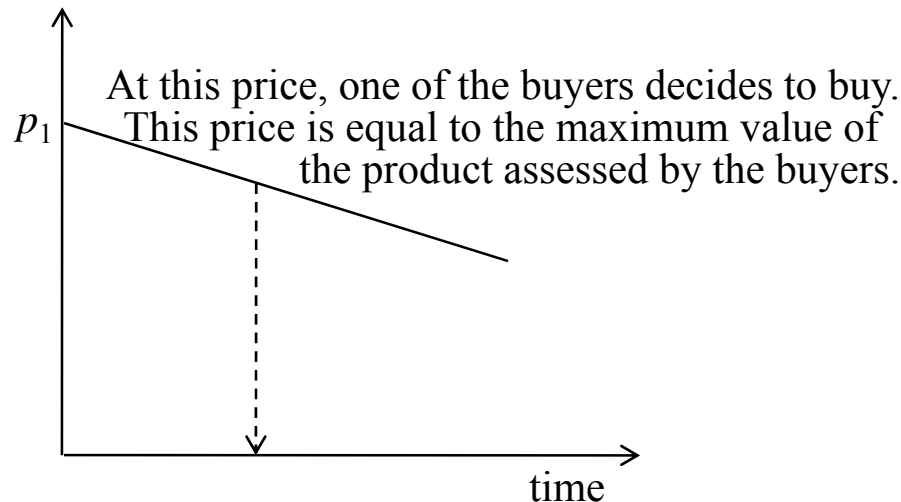 At this price, one of the buyers decides to buy.
p₁ This price is equal to the maximum value of
the product assessed by the buyers.
time